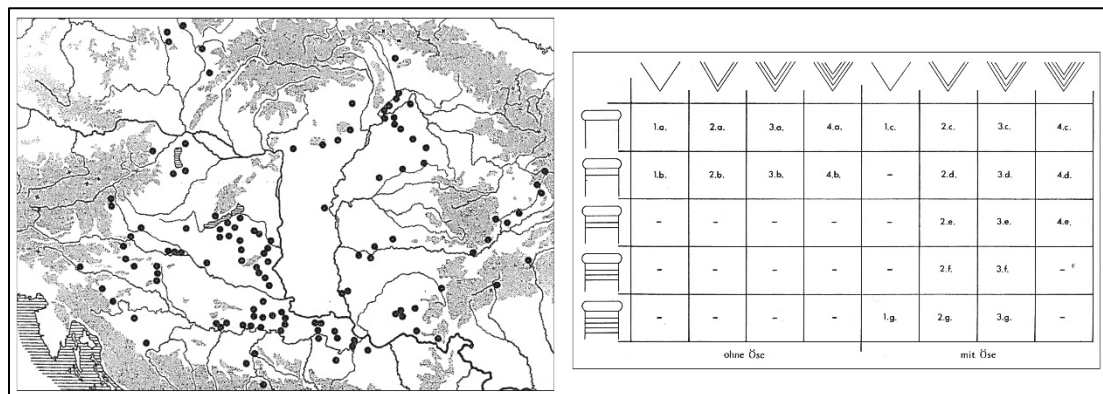 1.a. 2.a. 3.a. 4.a. 1.c. 2.c. 3.c. 4.c.
1.b. 2.b. 3.b. 4.b. – 2.d. 3.d. 4.d.
– – – – – 2.e. 3.e. 4.e.
– – – – – 2.f. 3.f. –
– – – – 1.g. 2.g. 3.g. –
ohne Öse mit Öse